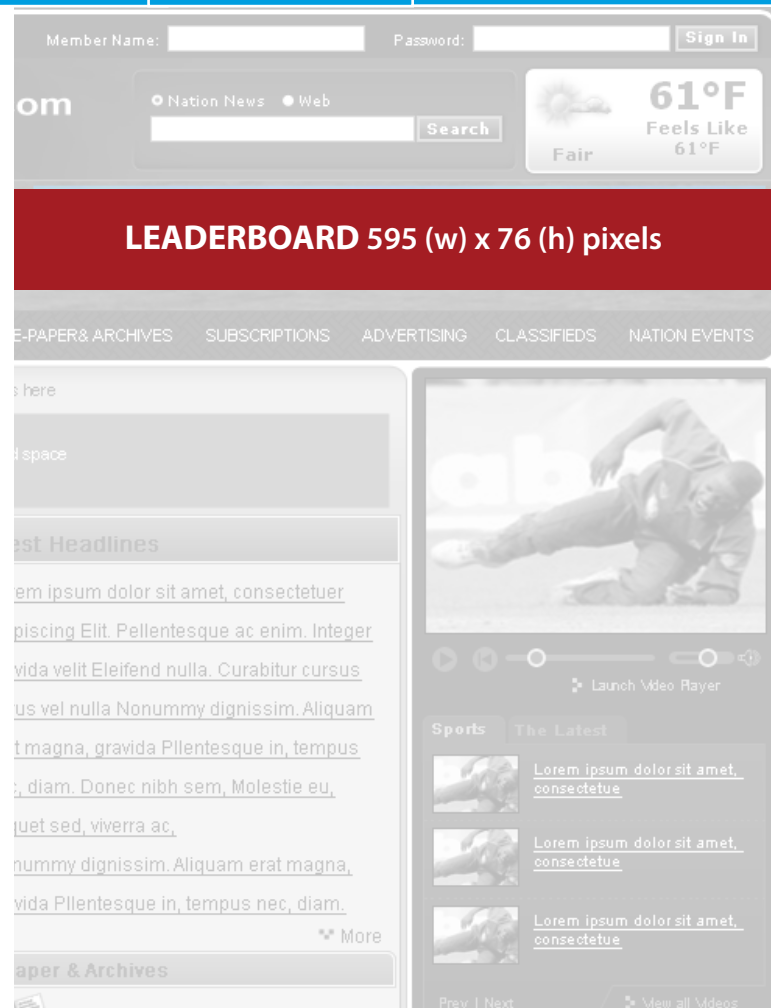 Member Name: Password: Sign In
om
Nation News Web
Search
61°F
Feels Like
61°F
Fair
LEADERBOARD 595 (w) x 76 (h) pixels
E-PAPER& ARCHIVES SUBSCRIPTIONS ADVERTISING CLASSIFIEDS NATION EVENTS
s here
d space
est Headlines
rem ipsum dolor sit amet, consectetuer
piscing Elit. Pellentesque ac enim. Integer
vida velit Eleifend nulla. Curabitur cursus
us vel nulla Nonummy dignissim. Aliquam
t magna, gravida Pllentesque in, tempus
c, diam. Donec nibh sem, Molestie eu,
quet sed, viverra ac,
nummy dignissim. Aliquam erat magna,
vida Pllentesque in, tempus nec, diam.
More
aper & Archives
Launch Video Player
Sports The Latest
Lorem ipsum dolor sit amet,
consectetue
Lorem ipsum dolor sit amet,
consectetue
Lorem ipsum dolor sit amet,
consectetue
Prev | Next View all Videos